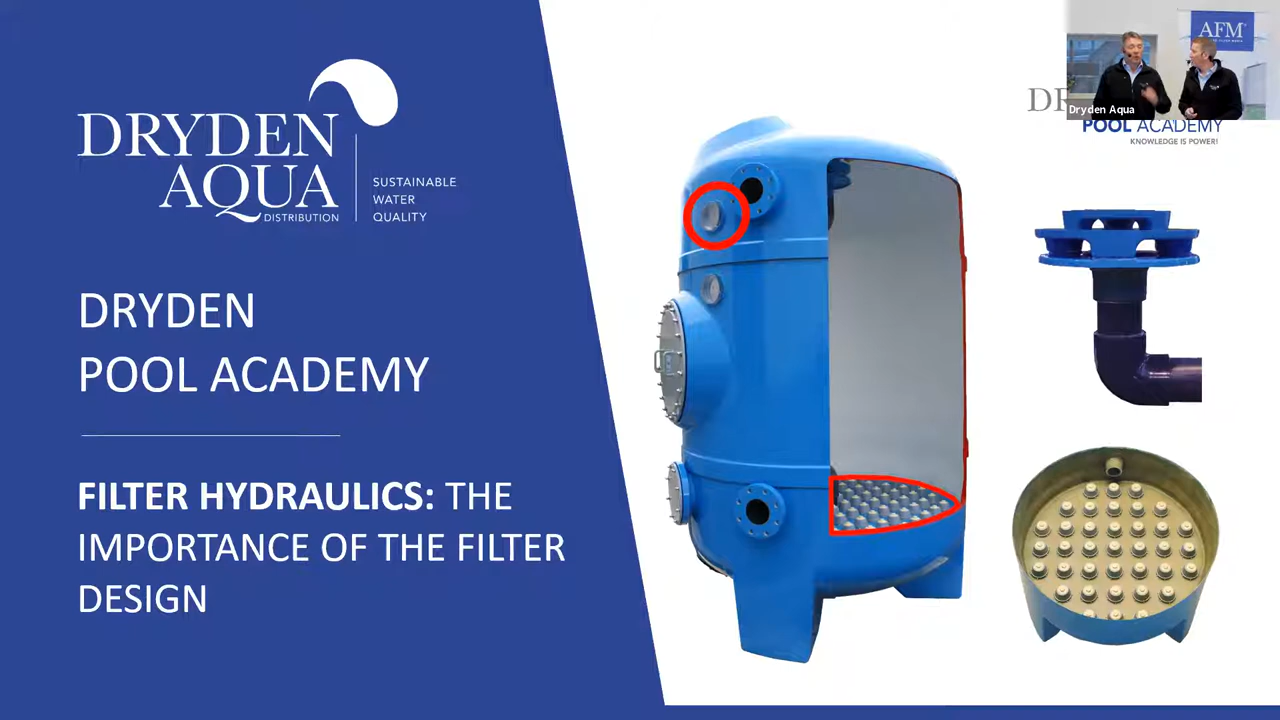 DRYDEN
AQUA
DISTRIBUTION
SUSTAINABLE
WATER
QUALITY
DRYDEN
POOL ACADEMY
FILTER HYDRAULICS: THE
IMPORTANCE OF THE FILTER
DESIGN
AFM
DR
Dryden Aqua
POOL ACADEMY
KNOWLEDGE IS POWER!